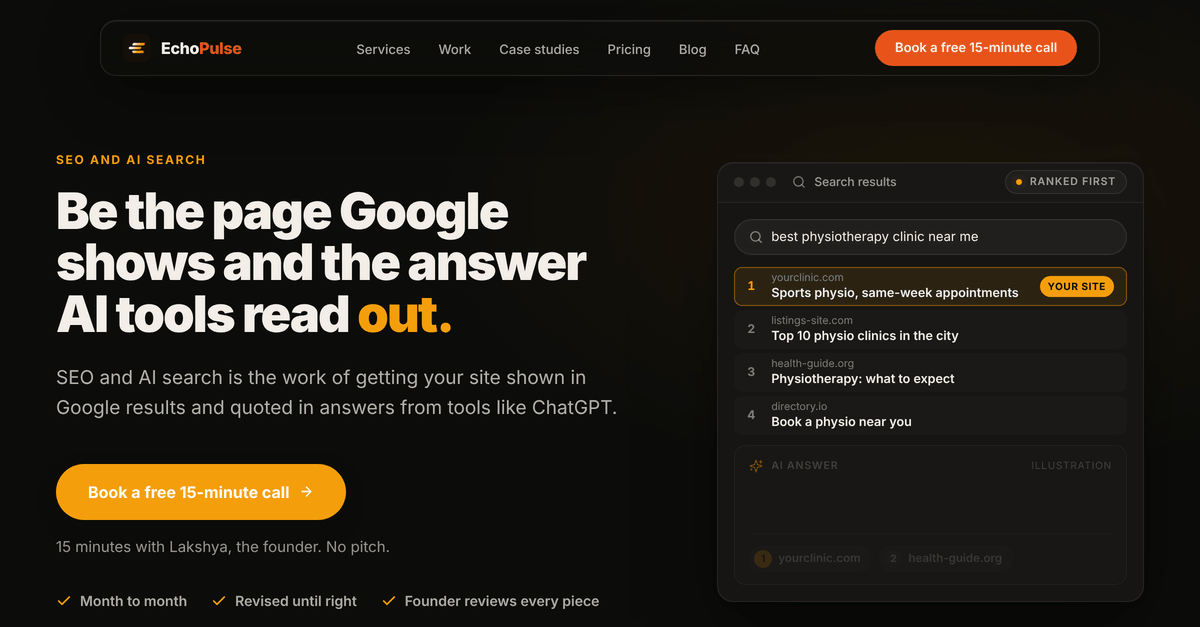 EchoPulse
Services
Work
Case studies
Pricing
Blog
FAQ
Book a free 15-minute call
SEO AND AI SEARCH
Be the page Google
shows and the answer
AI tools read out.
SEO and AI search is the work of getting your site shown in
Google results and quoted in answers from tools like ChatGPT.
Book a free 15-minute call →
15 minutes with Lakshya, the founder. No pitch.
Month to month
Revised until right
Founder reviews every piece
Search results
RANKED FIRST
best physiotherapy clinic near me
1
yourclinic.com
Sports physio, same-week appointments
YOUR SITE
2
listings-site.com
Top 10 physio clinics in the city
3
health-guide.org
Physiotherapy: what to expect
4
directory.io
Book a physio near you
AI ANSWER
ILLUSTRATION
1 yourclinic.com
2 health-guide.org